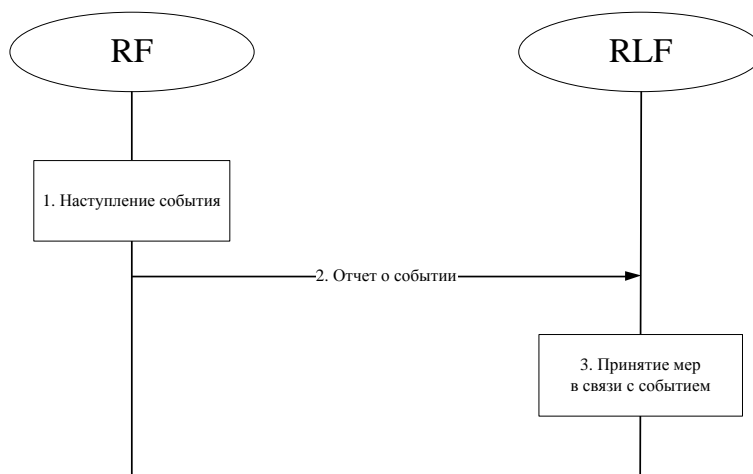 RF
RLF
1. Наступление события
2. Отчет о событии
3. Принятие мер
в связи с событием